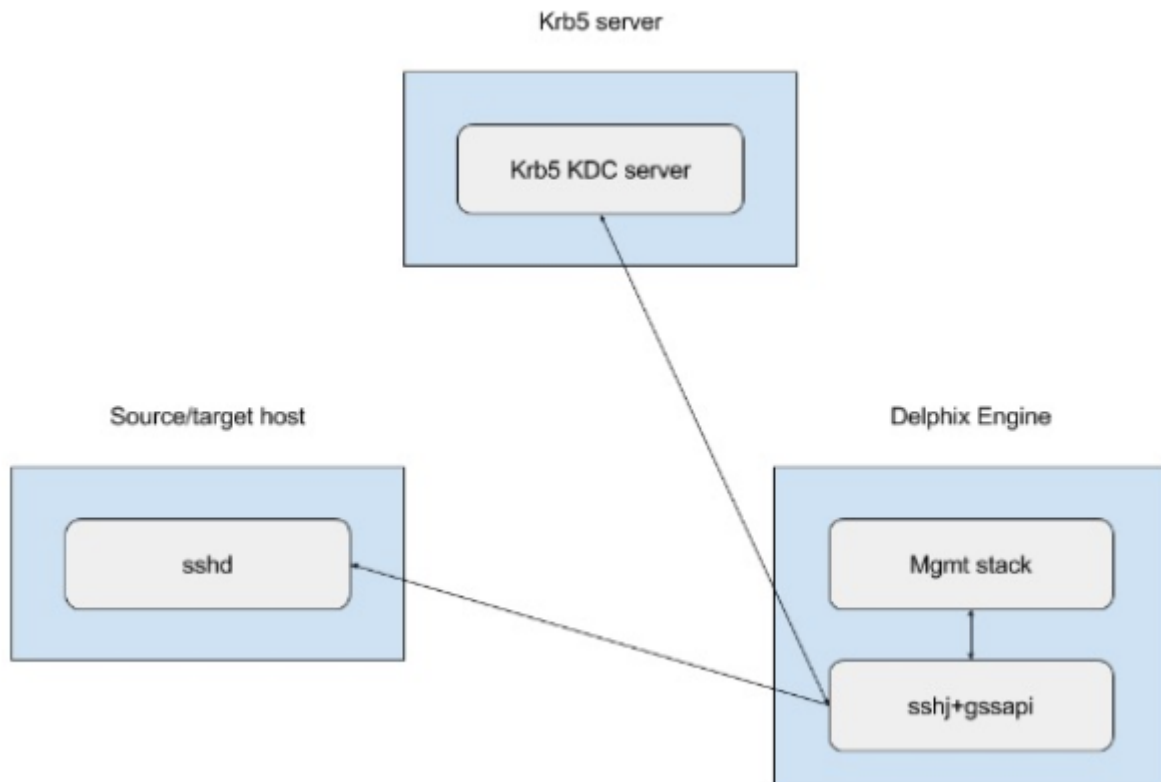 Krb5 server
Krb5 KDC server
Source/target host
Delphix Engine
sshd
Mgmt stack
sshj+gssapi